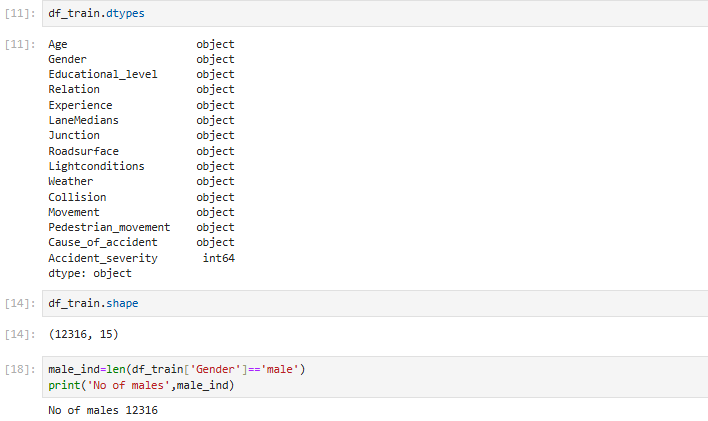 [11]: df_train.dtypes
[11]: Age object
Gender object
Educational_level object
Relation object
Experience object
LaneMedians object
Junction object
Roadsurface object
Lightconditions object
Weather object
Collision object
Movement object
Pedestrian_movement object
Cause_of_accident object
Accident_severity int64
dtype: object
[14]: df_train.shape
[14]: (12316, 15)
[18]: male_ind=len(df_train['Gender']=='male')
print('No of males',male_ind)
No of males 12316